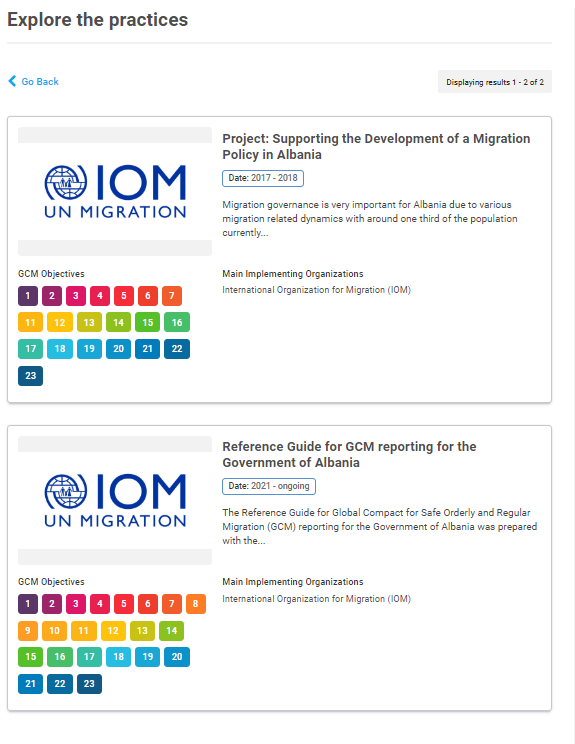 Explore the practices
Go Back
Displaying results 1 - 2 of 2
IOM
UN MIGRATION
Project: Supporting the Development of a Migration
Policy in Albania
Date: 2017 - 2018
Migration governance is very important for Albania due to various
migration related dynamics with around one third of the population
currently...
GCM Objectives
1 2 3 4 5 6 7
11 12 13 14 15 16
17 18 19 20 21 22
23
Main Implementing Organizations
International Organization for Migration (IOM)
IOM
UN MIGRATION
Reference Guide for GCM reporting for the
Government of Albania
Date: 2021 - ongoing
The Reference Guide for Global Compact for Safe Orderly and Regular
Migration (GCM) reporting for the Government of Albania was prepared
with the...
GCM Objectives
1 2 3 4 5 6 7 8
9 10 11 12 13 14
15 16 17 18 19 20
21 22 23
Main Implementing Organizations
International Organization for Migration (IOM)